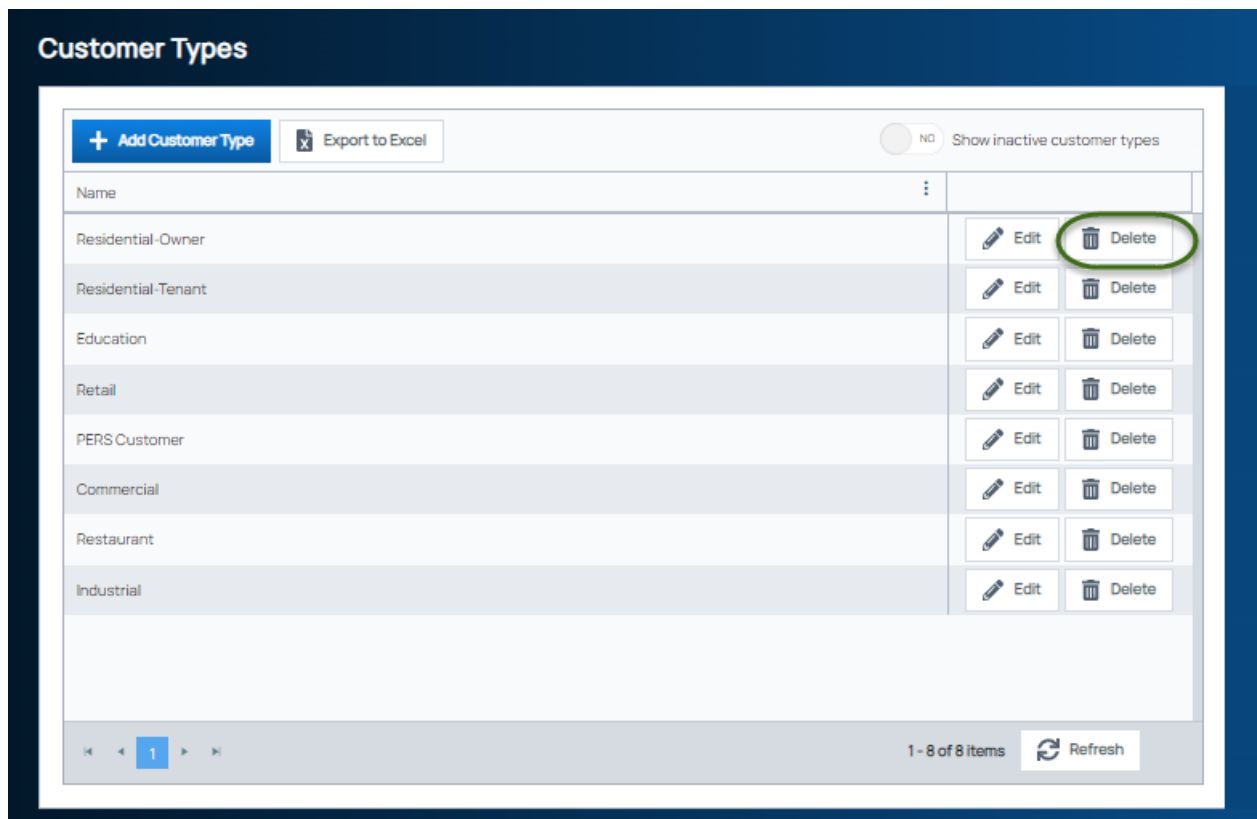 Customer Types
Add Customer Type Export to Excel NO Show inactive customer types
Name
Residential-Owner Edit Delete
Residential-Tenant Edit Delete
Education Edit Delete
Retail Edit Delete
PERS Customer Edit Delete
Commercial Edit Delete
Restaurant Edit Delete
Industrial Edit Delete
1 1 - 8 of 8 items Refresh